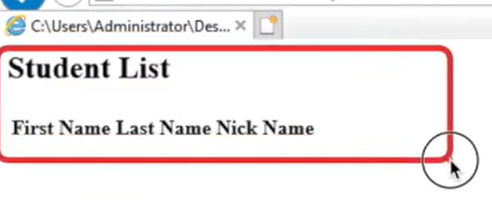 C:\Users\Administrator\Des...
Student List
First Name Last Name Nick Name